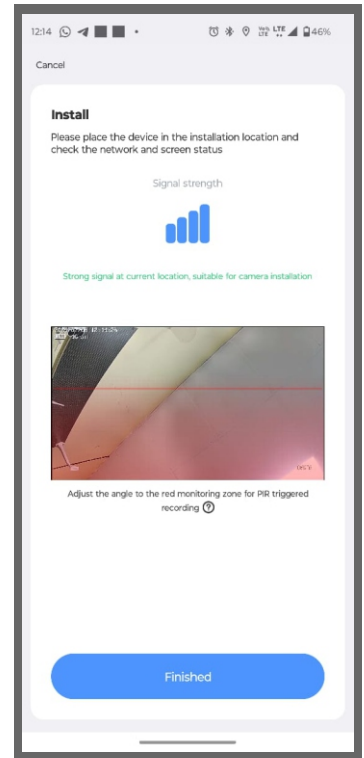 12:14
LTE 46%
Cancel
Install
Please place the device in the installation location and
check the network and screen status
Signal strength
Strong signal at current location, suitable for camera installation
Adjust the angle to the red monitoring zone for PIR triggered
recording ?
Finished